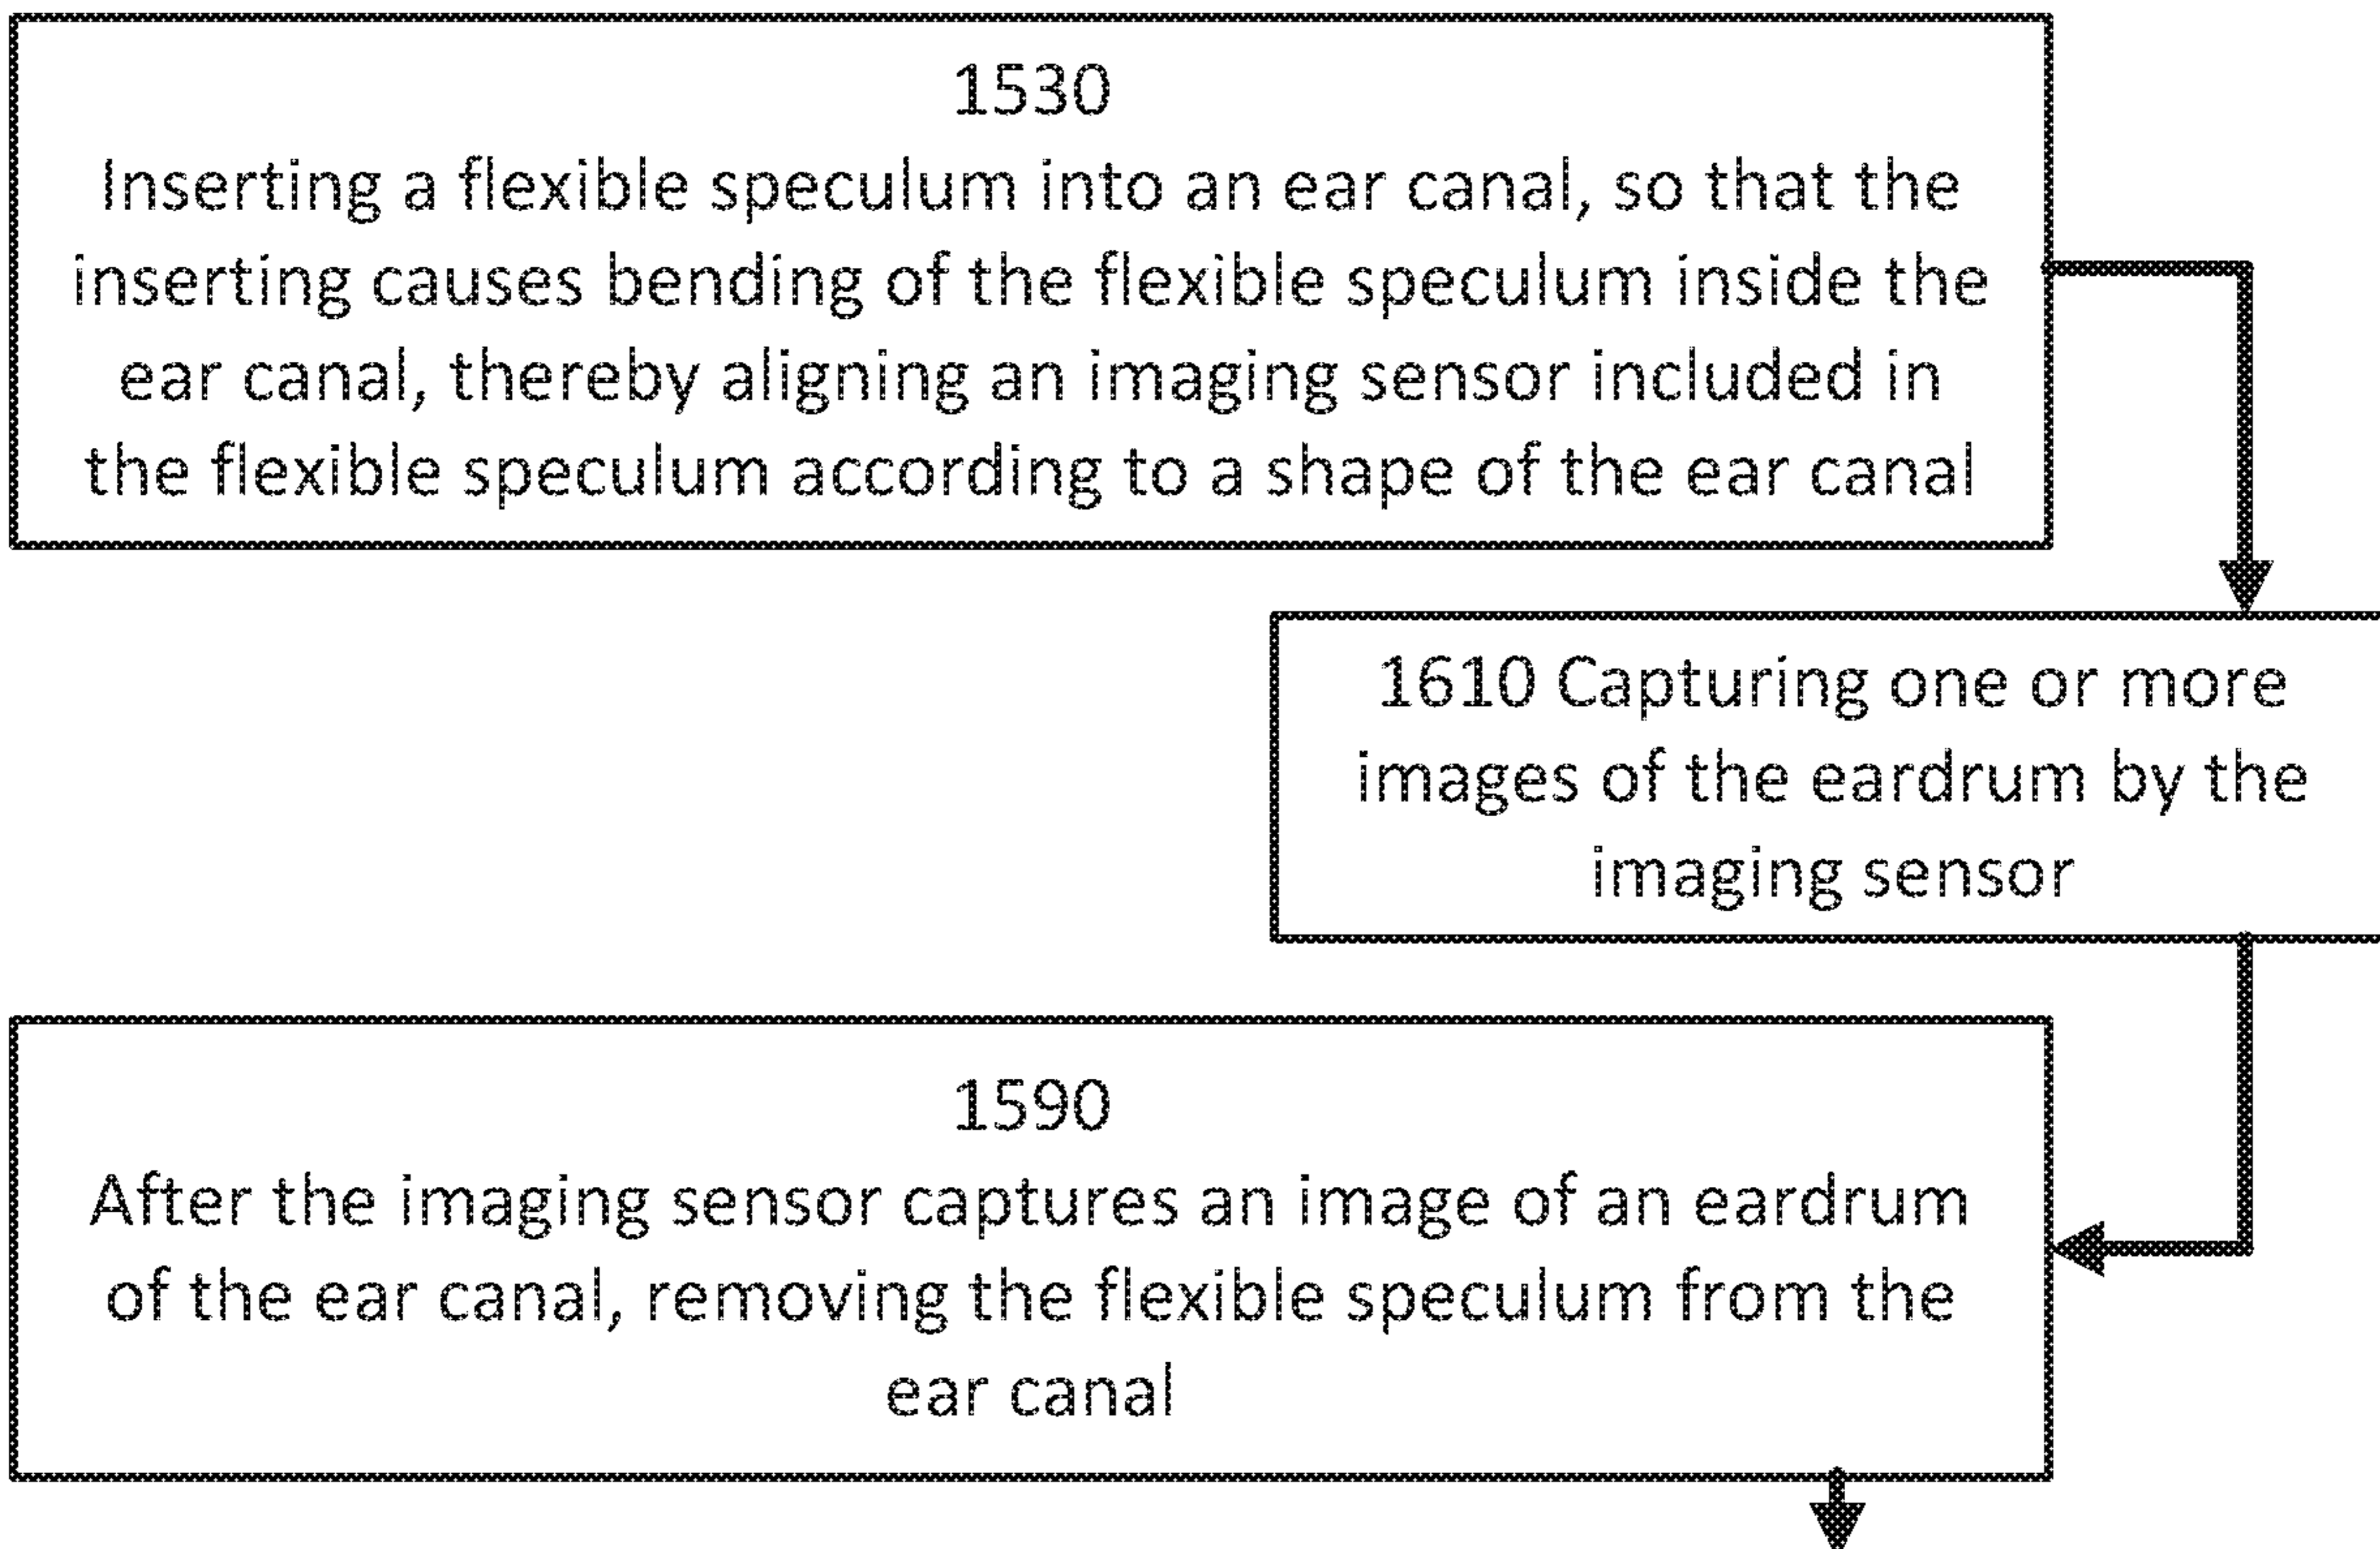 1530
Inserting a flexible speculum into an ear canal, so that the
inserting causes bending of the flexible speculum inside the
ear canal, thereby aligning an imaging sensor included in
the flexible speculum according to a shape of the ear canal
1610 Capturing one or more
images of the eardrum by the
imaging sensor
1590
After the imaging sensor captures an image of an eardrum
of the ear canal, removing the flexible speculum from the
ear canal